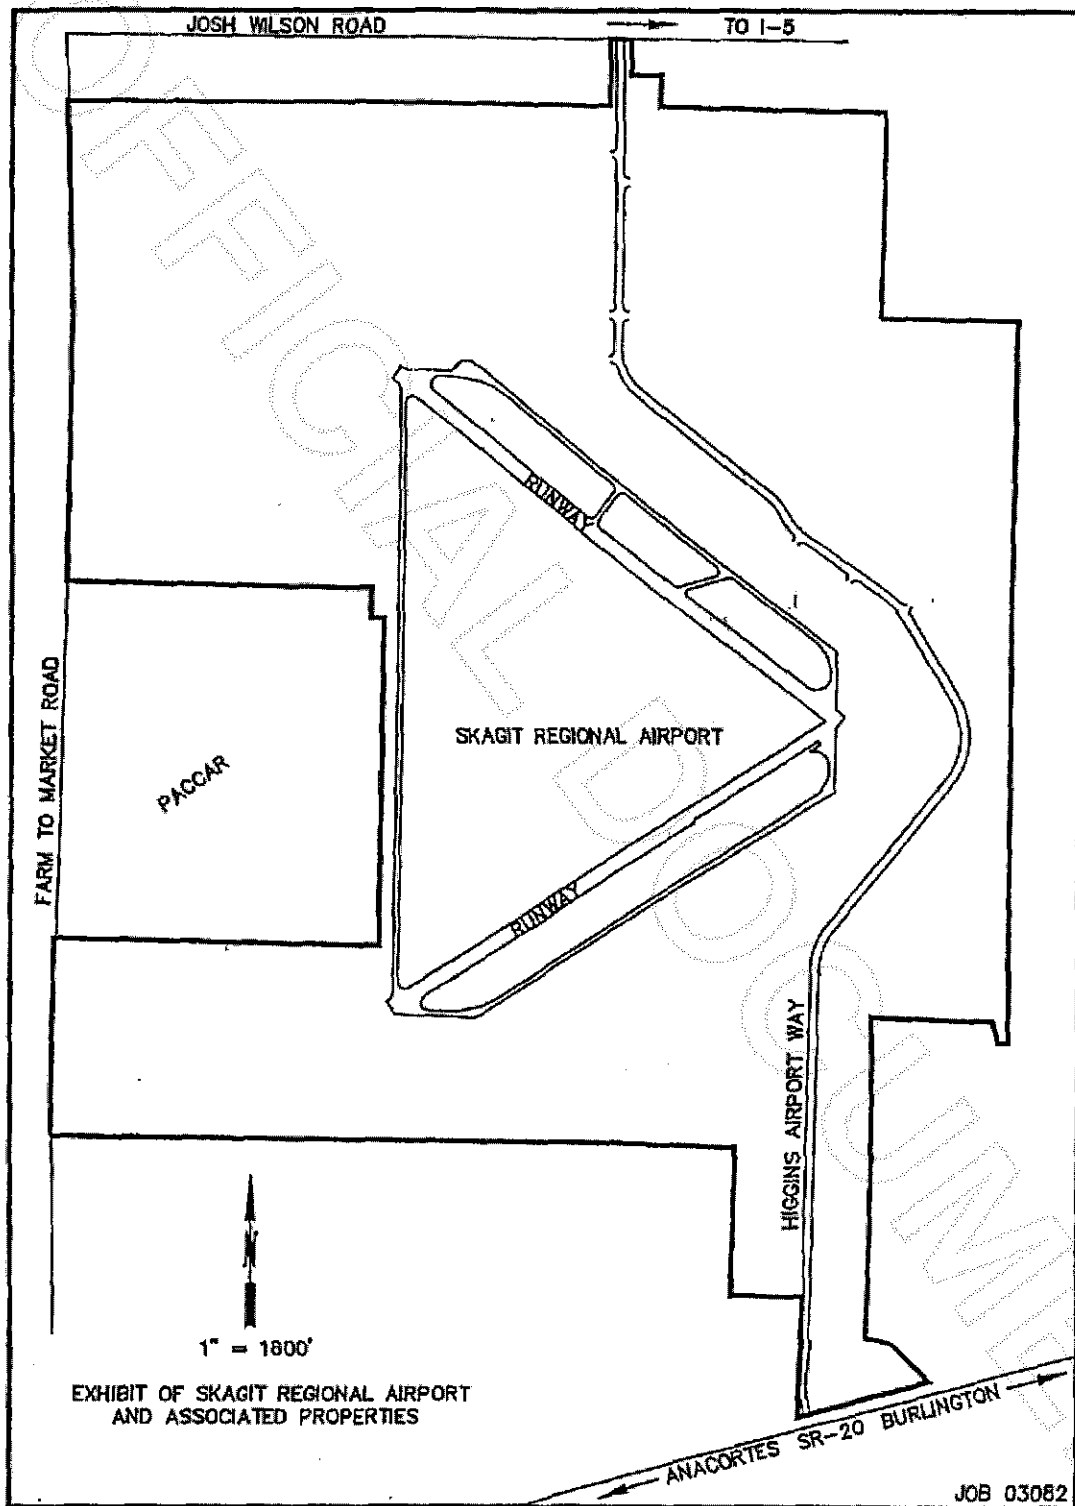 JOSH WILSON ROAD
TO I-5
RUNWAY
SKAGIT REGIONAL AIRPORT
FARM TO MARKET ROAD
PACCAR
RUNWAY
HIGGINS AIRPORT WAY
N
1" = 1800'
EXHIBIT OF SKAGIT REGIONAL AIRPORT
AND ASSOCIATED PROPERTIES
ANACORTES SR-20 BURLINGTON
JOB 03082
OFFICIAL DOCUME